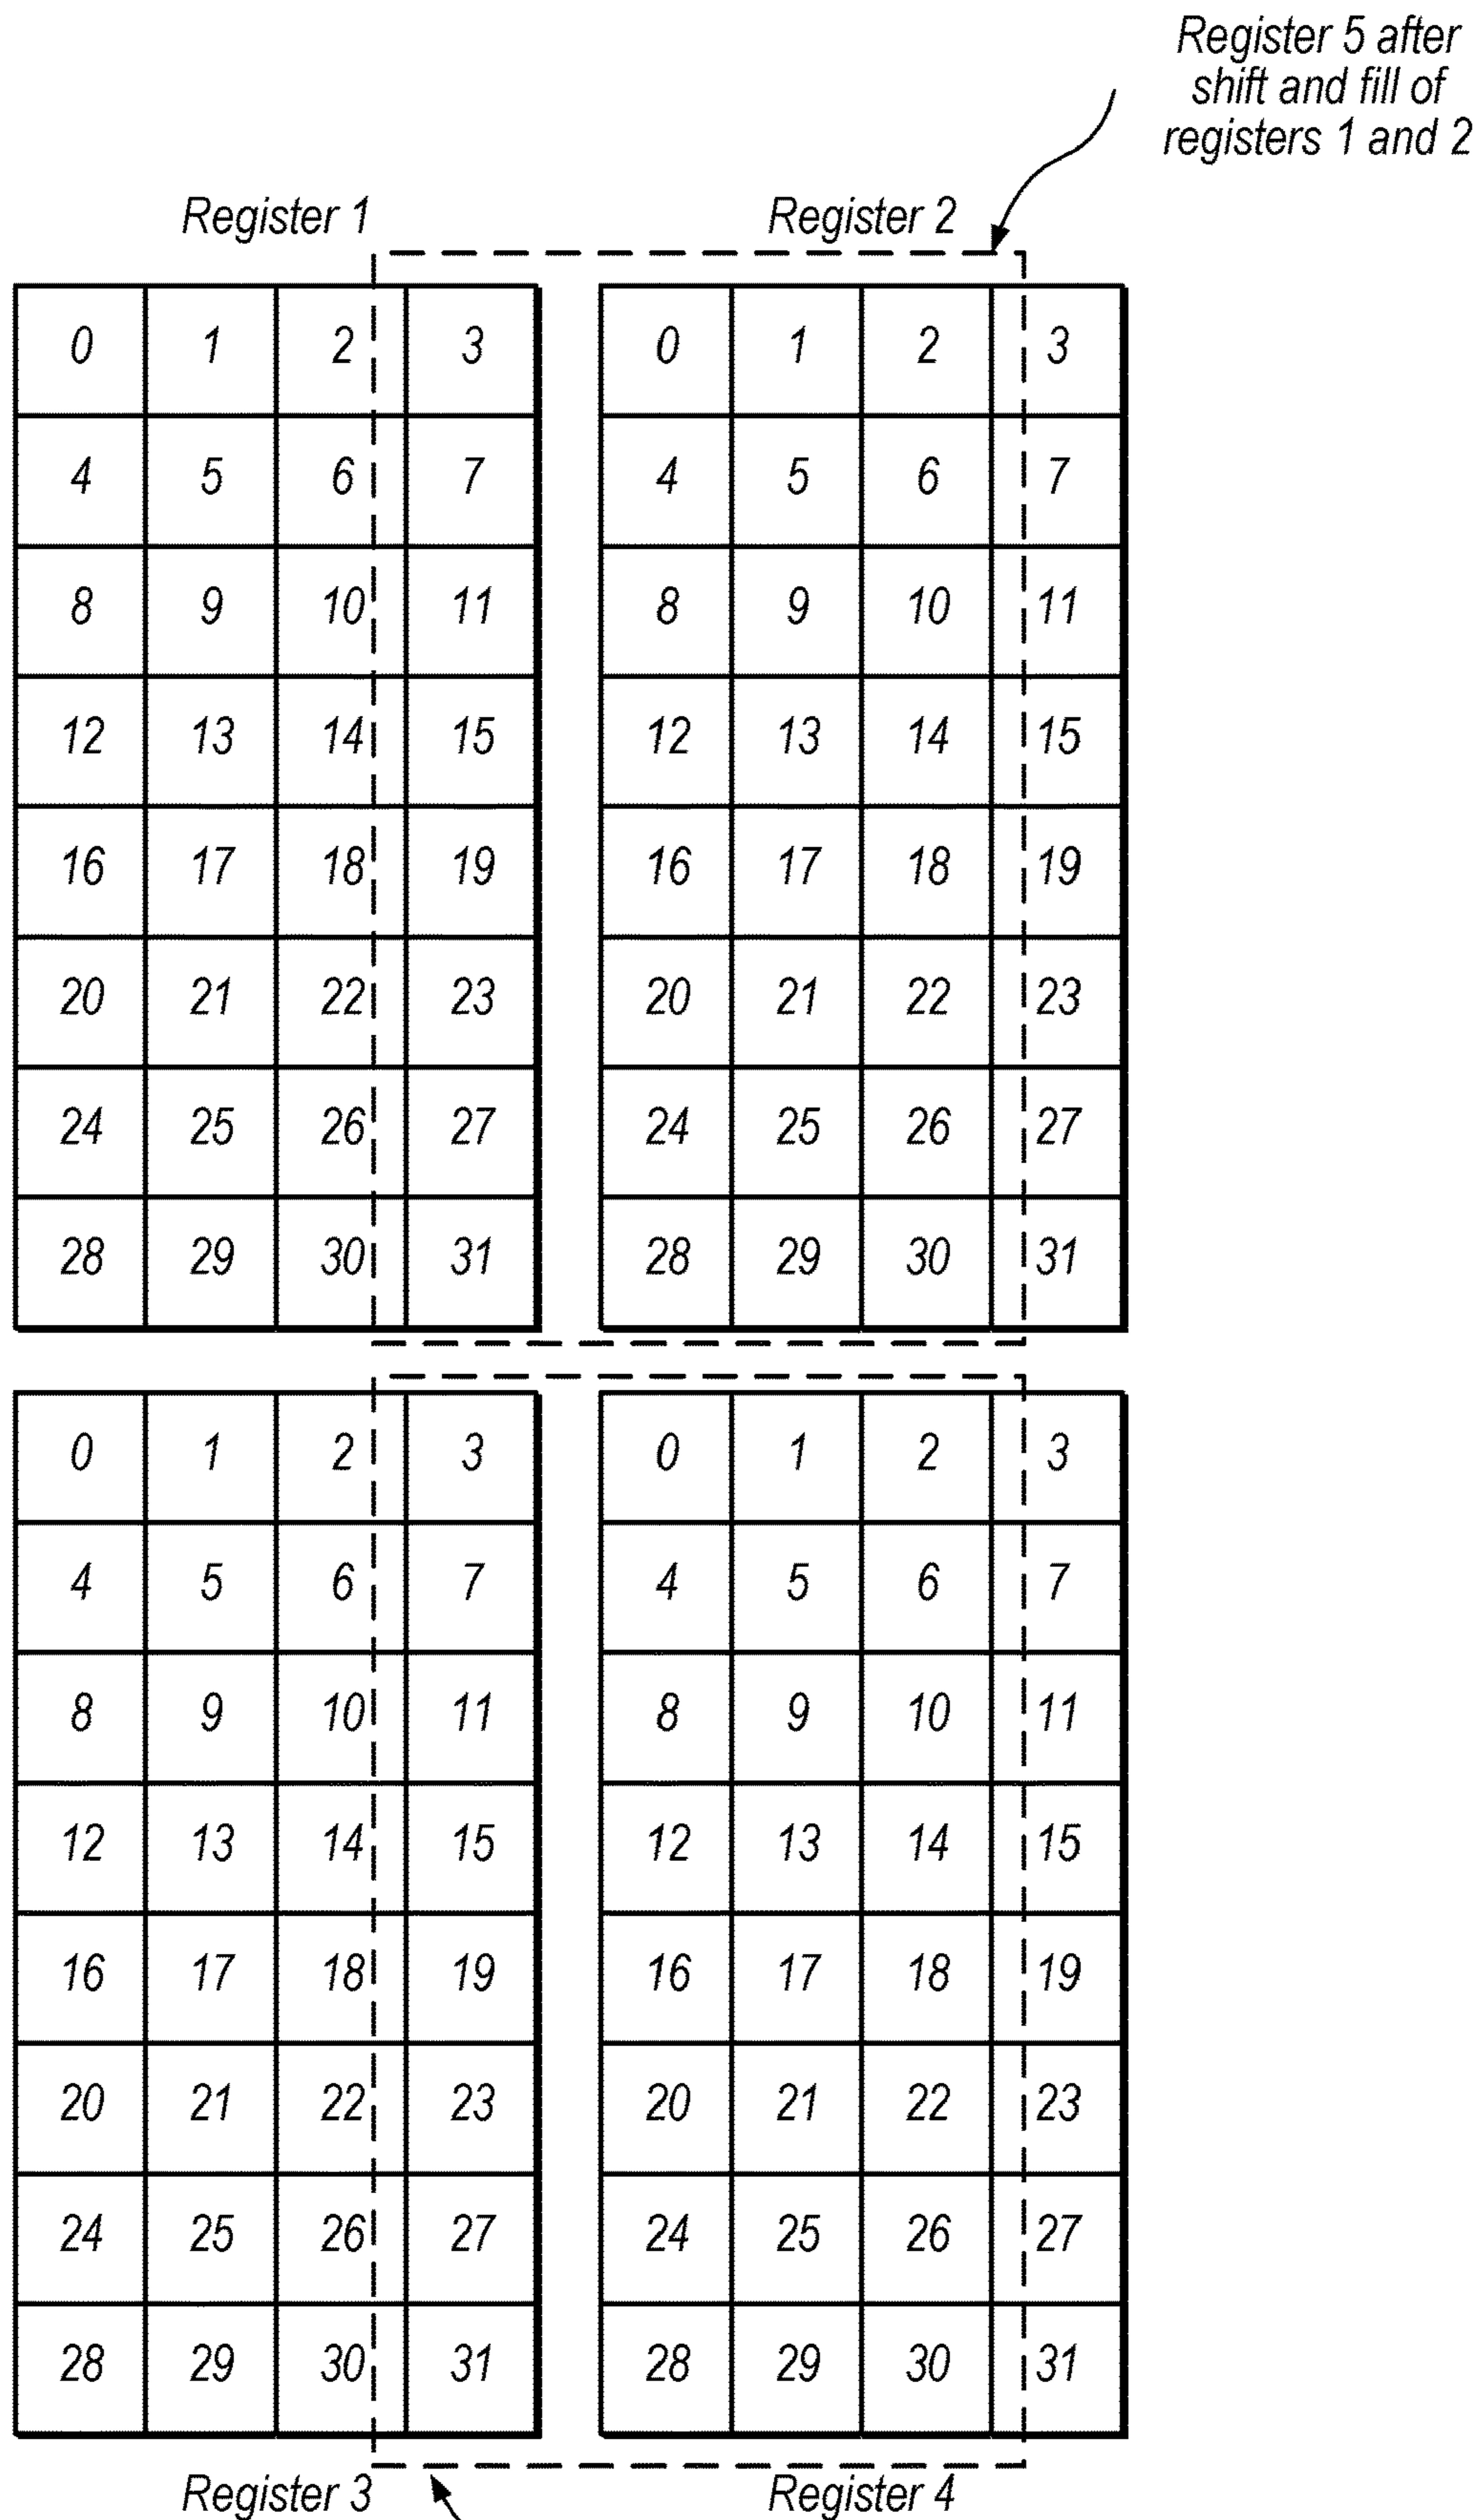 Register 5 after
shift and fill of
registers 1 and 2
Register 1 Register 2
0 1 2 3 0 1 2 3
4 5 6 7 4 5 6 7
8 9 10 11 8 9 10 11
12 13 14 15 12 13 14 15
16 17 18 19 16 17 18 19
20 21 22 23 20 21 22 23
24 25 26 27 24 25 26 27
28 29 30 31 28 29 30 31
0 1 2 3 0 1 2 3
4 5 6 7 4 5 6 7
8 9 10 11 8 9 10 11
12 13 14 15 12 13 14 15
16 17 18 19 16 17 18 19
20 21 22 23 20 21 22 23
24 25 26 27 24 25 26 27
28 29 30 31 28 29 30 31
Register 3 Register 4